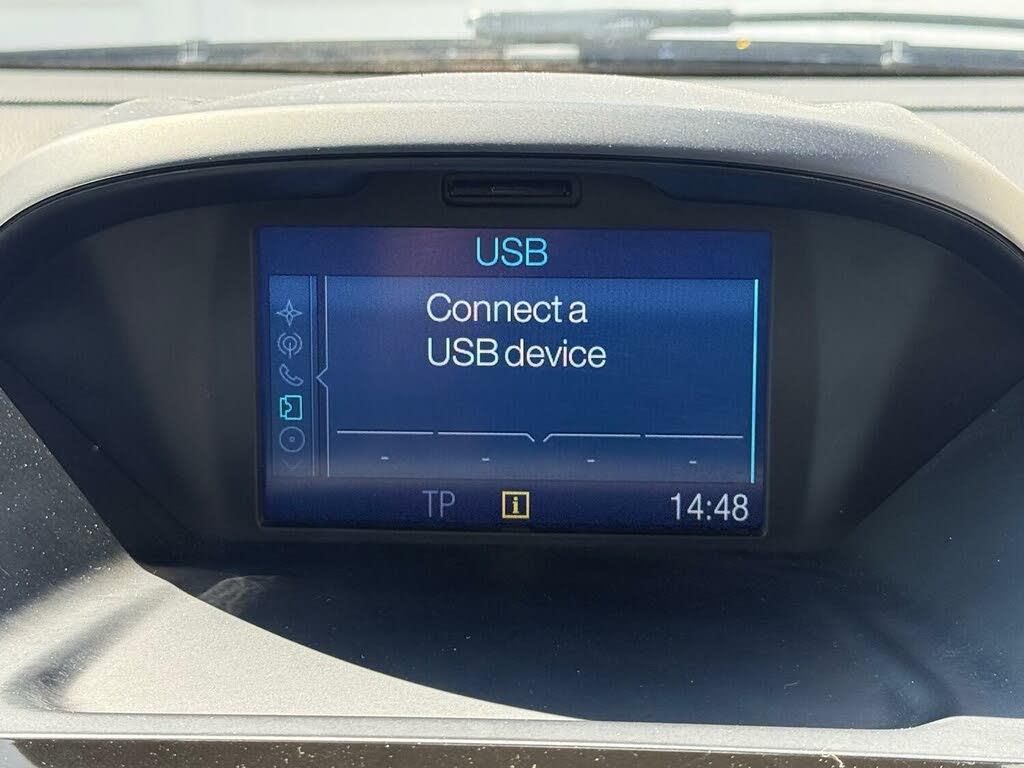 USB
Connect a
USB device
- - - -
TP i 14:48